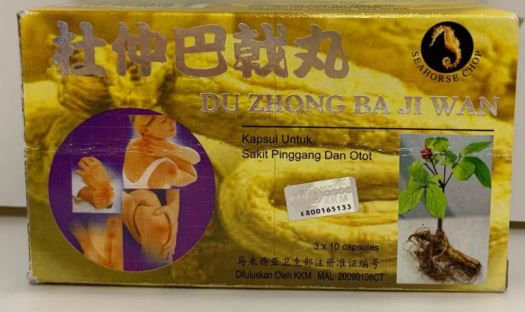 杜仲巴戟丸
SEAHORSE CHOP
DU ZHONG BA JI WAN
Kapsul Untuk
Sakit Pinggang Dan Otot
KKM
E800165133
3 x 10 capsules
马来西亚卫生部注册准证编号
Diluluskan Oleh KKM MAL 20090108CT